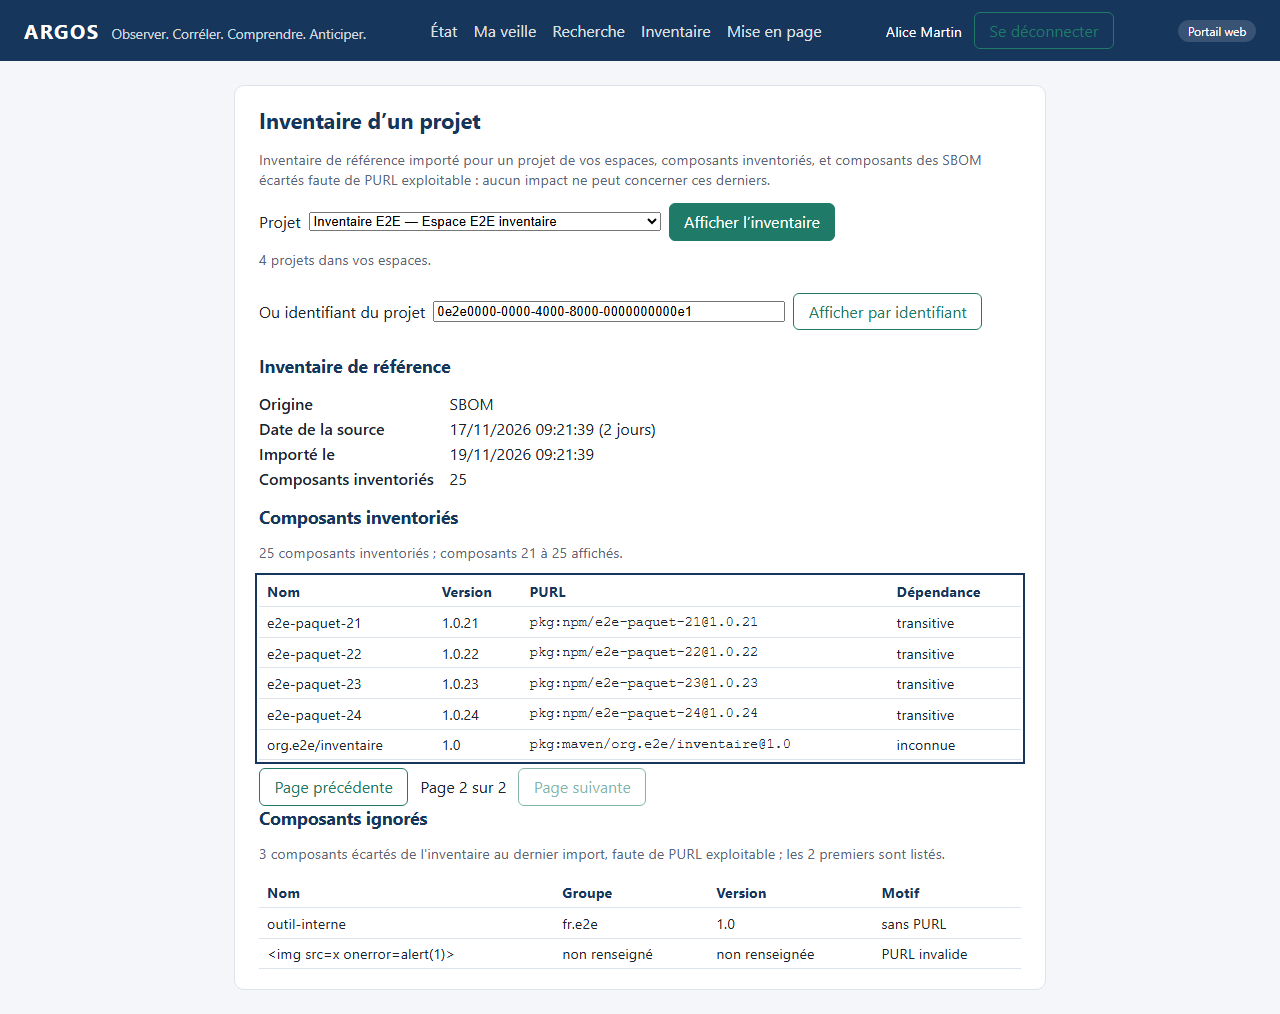 ARGOS Observer. Corréler. Comprendre. Anticiper. État Ma veille Recherche Inventaire Mise en page Alice Martin Se déconnecter Portail web
Inventaire d’un projet
Inventaire de référence importé pour un projet de vos espaces, composants inventoriés, et composants des SBOM
écartés faute de PURL exploitable : aucun impact ne peut concerner ces derniers.
Projet Inventaire E2E — Espace E2E inventaire Afficher l’inventaire
4 projets dans vos espaces.
Ou identifiant du projet 0e2e0000-0000-4000-8000-0000000000e1 Afficher par identifiant
Inventaire de référence
Origine SBOM
Date de la source 17/11/2026 09:21:39 (2 jours)
Importé le 19/11/2026 09:21:39
Composants inventoriés 25
Composants inventoriés
25 composants inventoriés ; composants 21 à 25 affichés.
Nom Version PURL Dépendance
e2e-paquet-21 1.0.21 pkg:npm/e2e-paquet-21@1.0.21 transitive
e2e-paquet-22 1.0.22 pkg:npm/e2e-paquet-22@1.0.22 transitive
e2e-paquet-23 1.0.23 pkg:npm/e2e-paquet-23@1.0.23 transitive
e2e-paquet-24 1.0.24 pkg:npm/e2e-paquet-24@1.0.24 transitive
org.e2e/inventaire 1.0 pkg:maven/org.e2e/inventaire@1.0 inconnue
Page précédente Page 2 sur 2 Page suivante
Composants ignorés
3 composants écartés de l’inventaire au dernier import, faute de PURL exploitable ; les 2 premiers sont listés.
Nom Groupe Version Motif
outil-interne fr.e2e 1.0 sans PURL
<img src=x onerror=alert(1)> non renseigné non renseignée PURL invalide